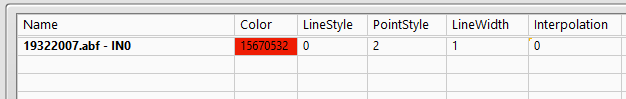 Name Color LineStyle PointStyle LineWidth Interpolation
19322007.abf - IN0 15670532 0 2 1 0